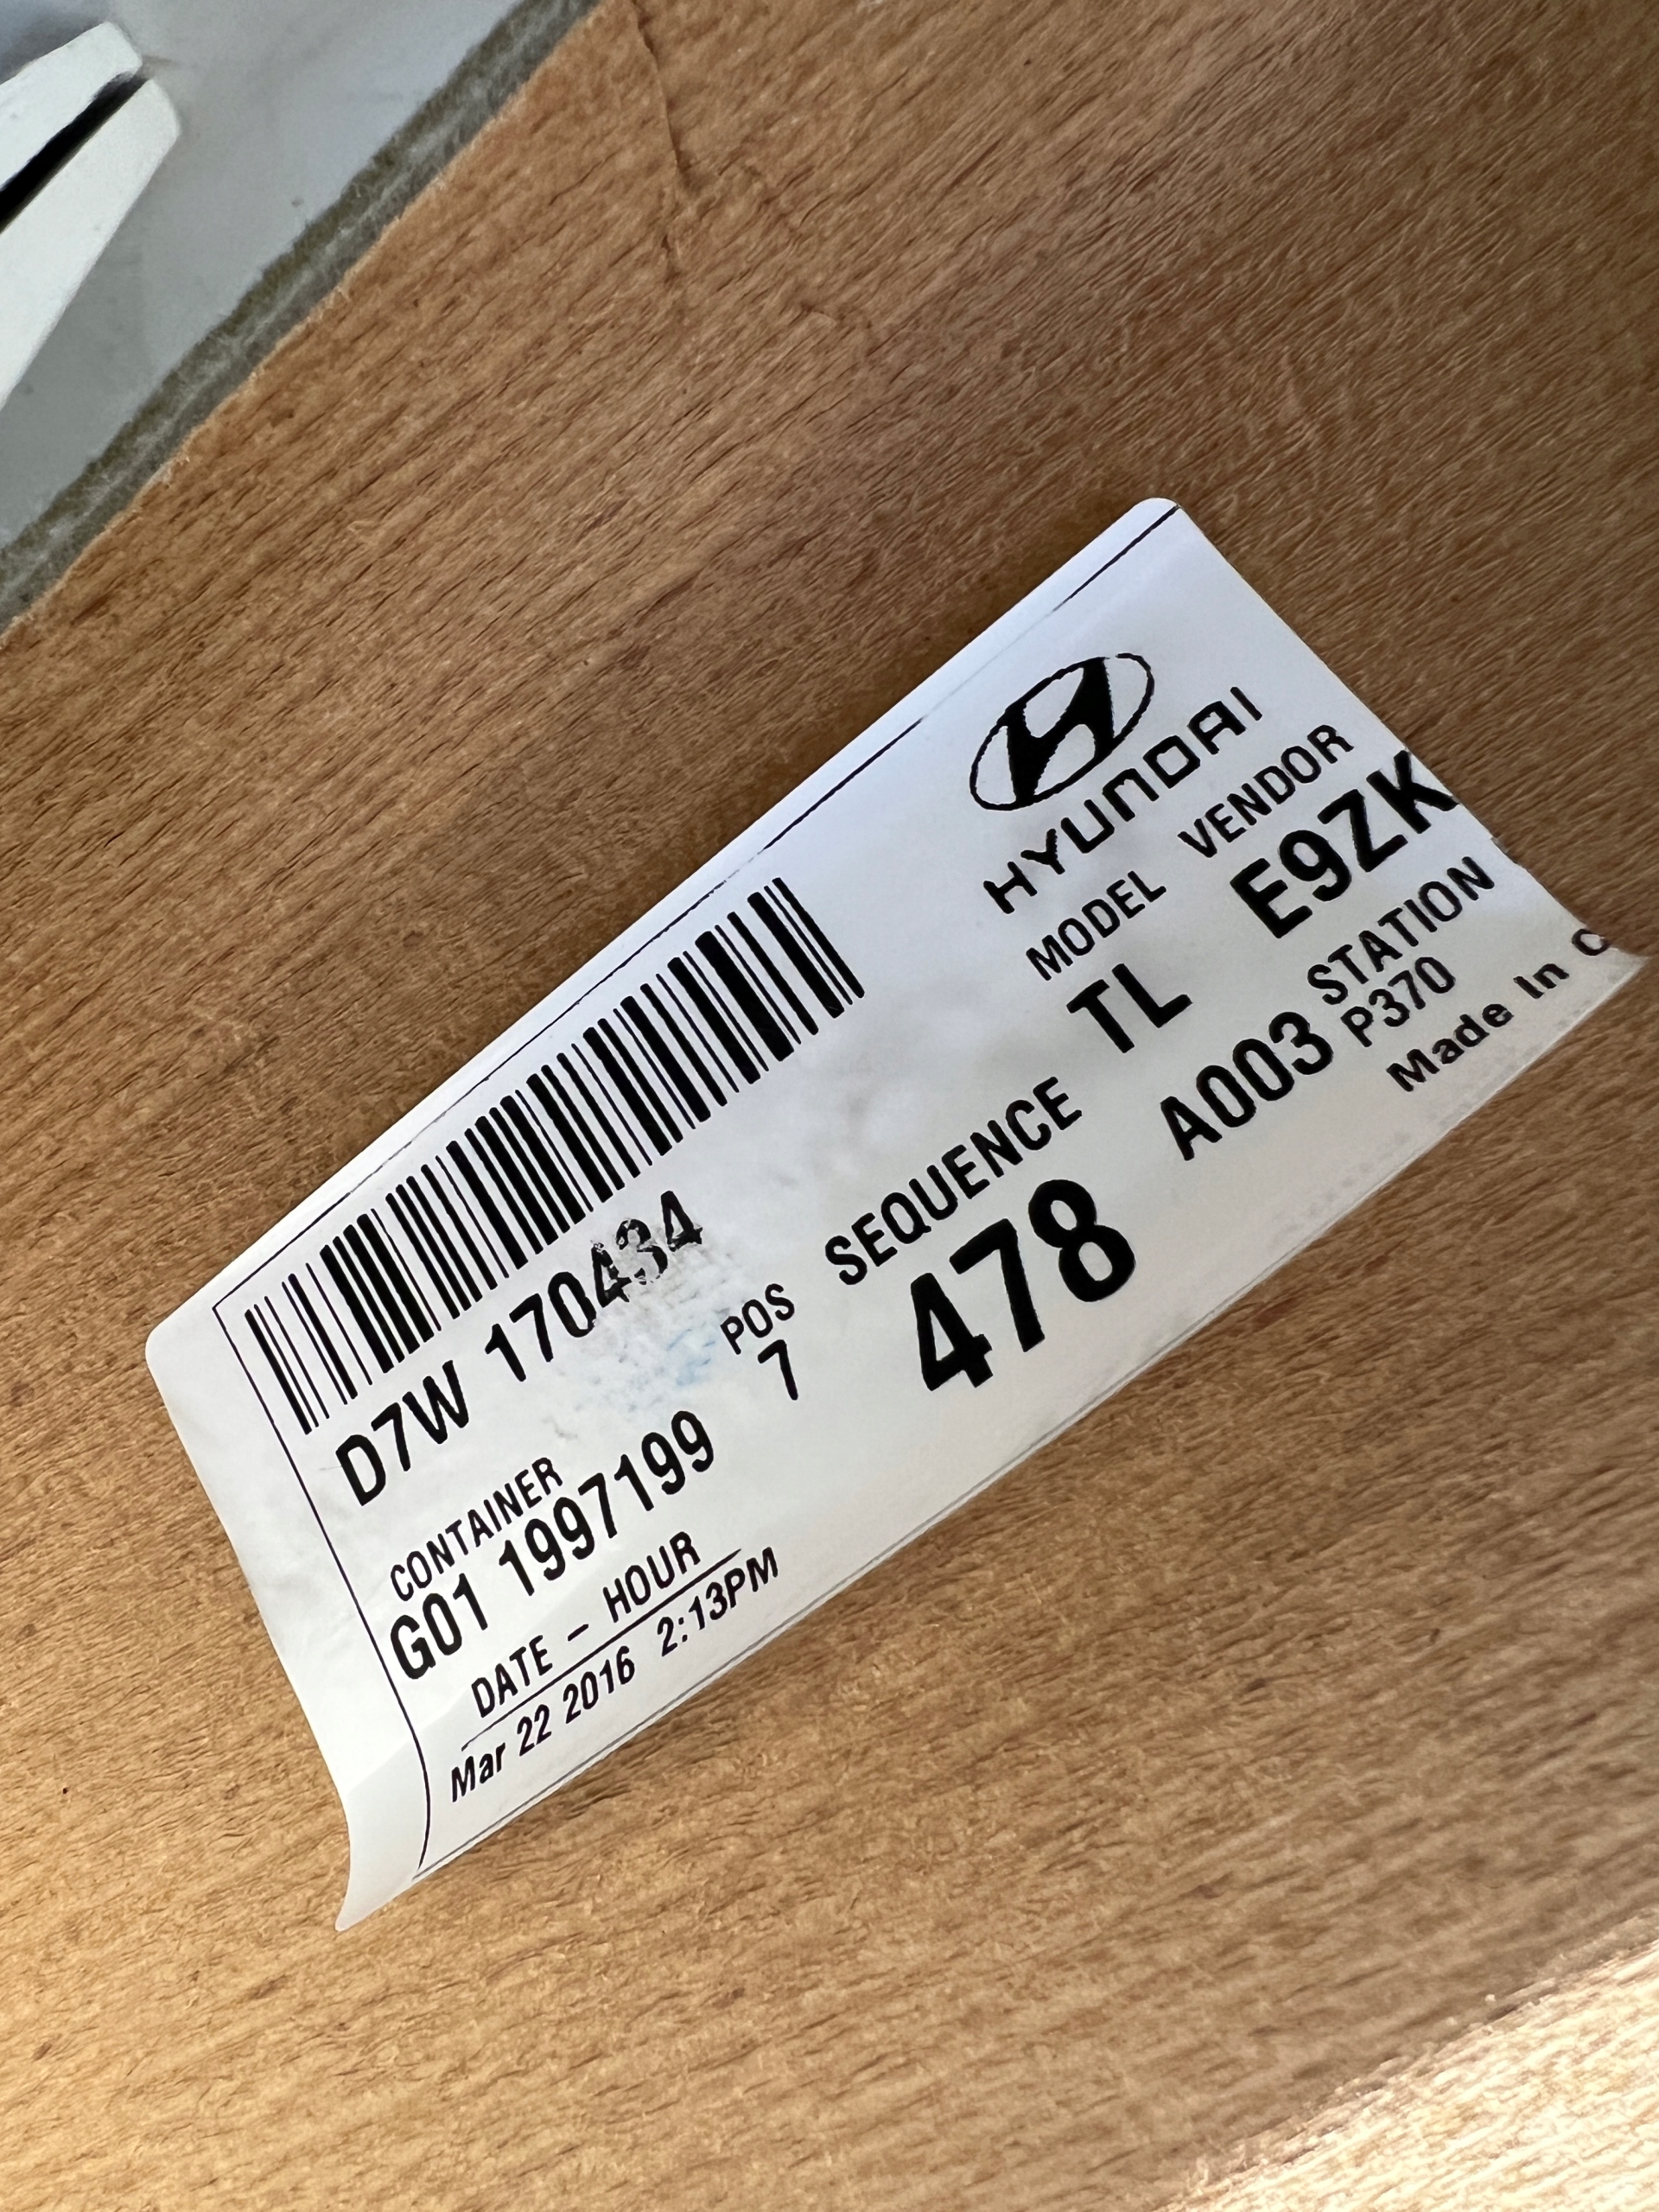 HYUNDAI
MODEL VENDOR
TL E9ZK
SEQUENCE STATION
478 A003 P370
Made In
D7W 170434
CONTAINER POS
G01 1997199 7
DATE - HOUR
Mar 22 2016 2:13PM